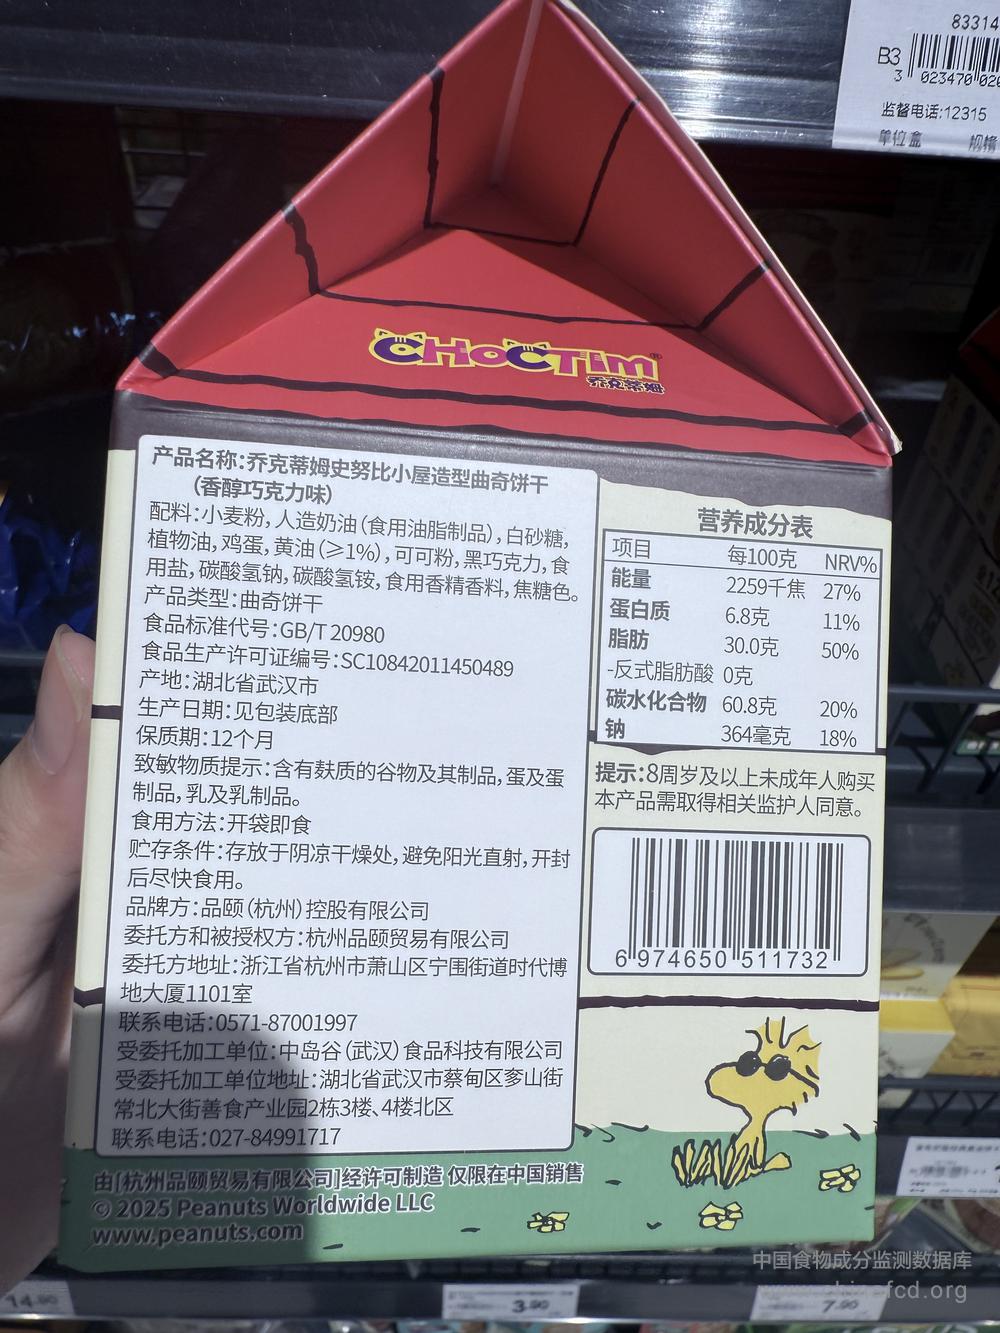 83314
B3
3 023470 020
监督电话:12315
单位盒
CHOCTIM
乔克蒂姆
产品名称:乔克蒂姆史努比小屋造型曲奇饼干
(香醇巧克力味)
配料:小麦粉,人造奶油(食用油脂制品),白砂糖,
植物油,鸡蛋,黄油(≥1%),可可粉,黑巧克力,食
用盐,碳酸氢钠,碳酸氢铵,食用香精香料,焦糖色。
产品类型:曲奇饼干
食品标准代号:GB/T 20980
食品生产许可证编号:SC10842011450489
产地:湖北省武汉市
生产日期:见包装底部
保质期:12个月
致敏物质提示:含有麸质的谷物及其制品,蛋及蛋
制品,乳及乳制品。
食用方法:开袋即食
贮存条件:存放于阴凉干燥处,避免阳光直射,开封
后尽快食用。
品牌方:品颐(杭州)控股有限公司
委托方和被授权方:杭州品颐贸易有限公司
委托方地址:浙江省杭州市萧山区宁围街道时代博
地大厦1101室
联系电话:0571-87001997
受委托加工单位:中岛谷(武汉)食品科技有限公司
受委托加工单位地址:湖北省武汉市蔡甸区奓山街
常北大街善食产业园2栋3楼、4楼北区
联系电话:027-84991717
营养成分表
项目 每100克 NRV%
能量 2259千焦 27%
蛋白质 6.8克 11%
脂肪 30.0克 50%
-反式脂肪酸 0克
碳水化合物 60.8克 20%
钠 364毫克 18%
提示:8周岁及以上未成年人购买
本产品需取得相关监护人同意。
6 974650 511732
由[杭州品颐贸易有限公司]经许可制造 仅限在中国销售
© 2025 Peanuts Worldwide LLC
www.peanuts.com
中国食物成分监测数据库
www.chinafcd.org
14.90
3.90
7.90